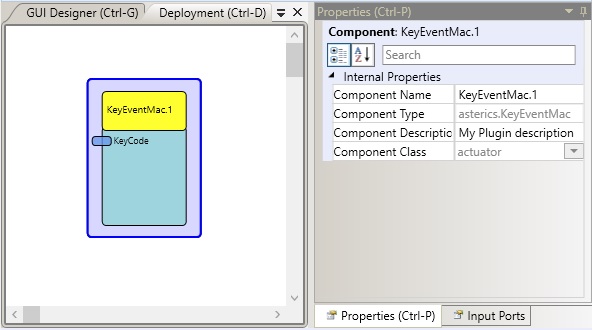 GUI Designer (Ctrl-G)
Deployment (Ctrl-D)
KeyEventMac.1
KeyCode
Properties (Ctrl-P)
Component: KeyEventMac.1
Search
Internal Properties
Component Name KeyEventMac.1
Component Type asterics.KeyEventMac
Component Descriptio My Plugin description
Component Class actuator
Properties (Ctrl-P)
Input Ports